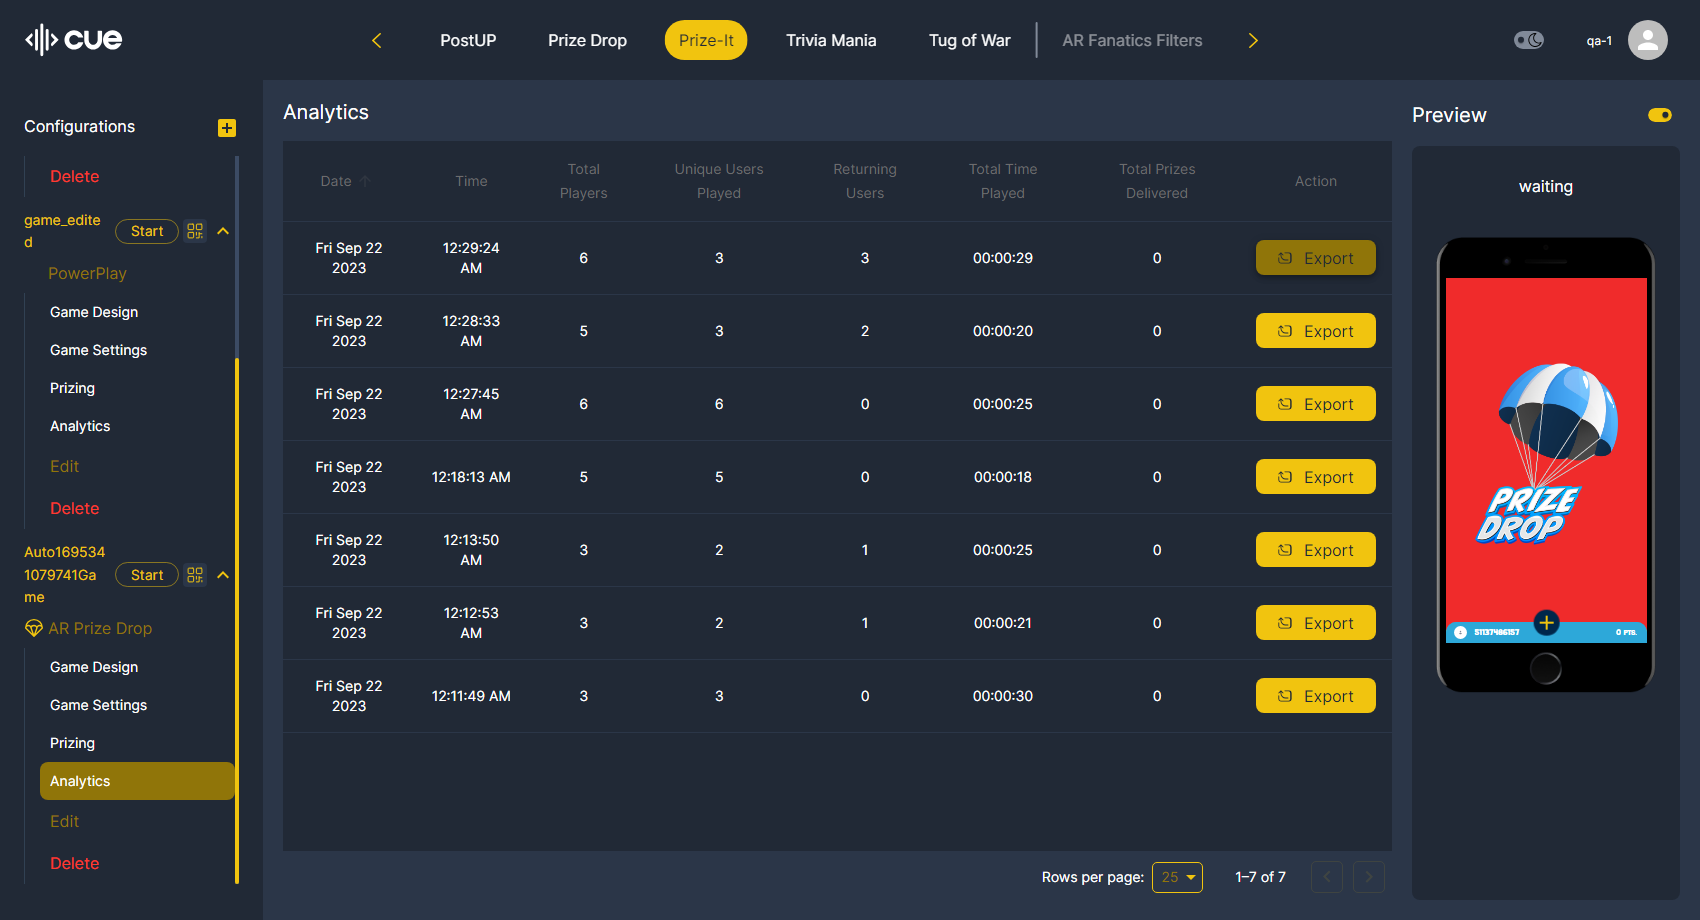 cue
PostUP
Prize Drop
Prize-It
Trivia Mania
Tug of War
AR Fanatics Filters
qa-1
Configurations
Delete
game_edite
d
Start
PowerPlay
Game Design
Game Settings
Prizing
Analytics
Edit
Delete
Auto169534
1079741Ga
me
Start
AR Prize Drop
Game Design
Game Settings
Prizing
Analytics
Edit
Delete
Analytics
Date
Time
Total
Players
Unique Users
Played
Returning
Users
Total Time
Played
Total Prizes
Delivered
Action
Fri Sep 22
2023
12:29:24
AM
6
3
3
00:00:29
0
Export
Fri Sep 22
2023
12:28:33
AM
5
3
2
00:00:20
0
Export
Fri Sep 22
2023
12:27:45
AM
6
6
0
00:00:25
0
Export
Fri Sep 22
2023
12:18:13 AM
5
5
0
00:00:18
0
Export
Fri Sep 22
2023
12:13:50
AM
3
2
1
00:00:25
0
Export
Fri Sep 22
2023
12:12:53
AM
3
2
1
00:00:21
0
Export
Fri Sep 22
2023
12:11:49 AM
3
3
0
00:00:30
0
Export
Rows per page:
25
1–7 of 7
Preview
waiting
PRIZE
DROP
0 PTS.